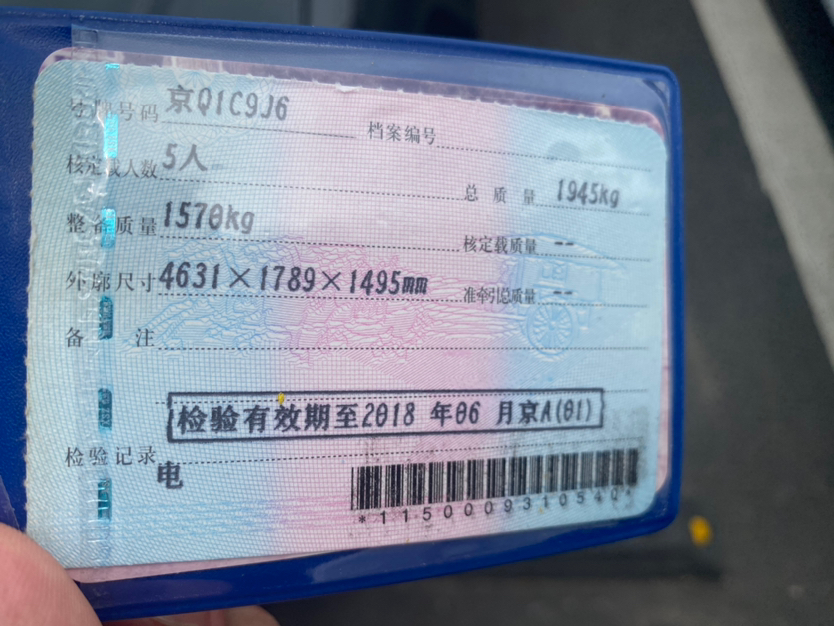 号牌号码 京Q1C9J6 档案编号
核定载人数 5人 总质量 1945kg
整备质量 1570kg 核定载质量 --
外廓尺寸 4631×1789×1495mm 准牵引总质量 --
备注
检验有效期至2018 年06 月京A(01)
检验记录
电
*1150009310540*